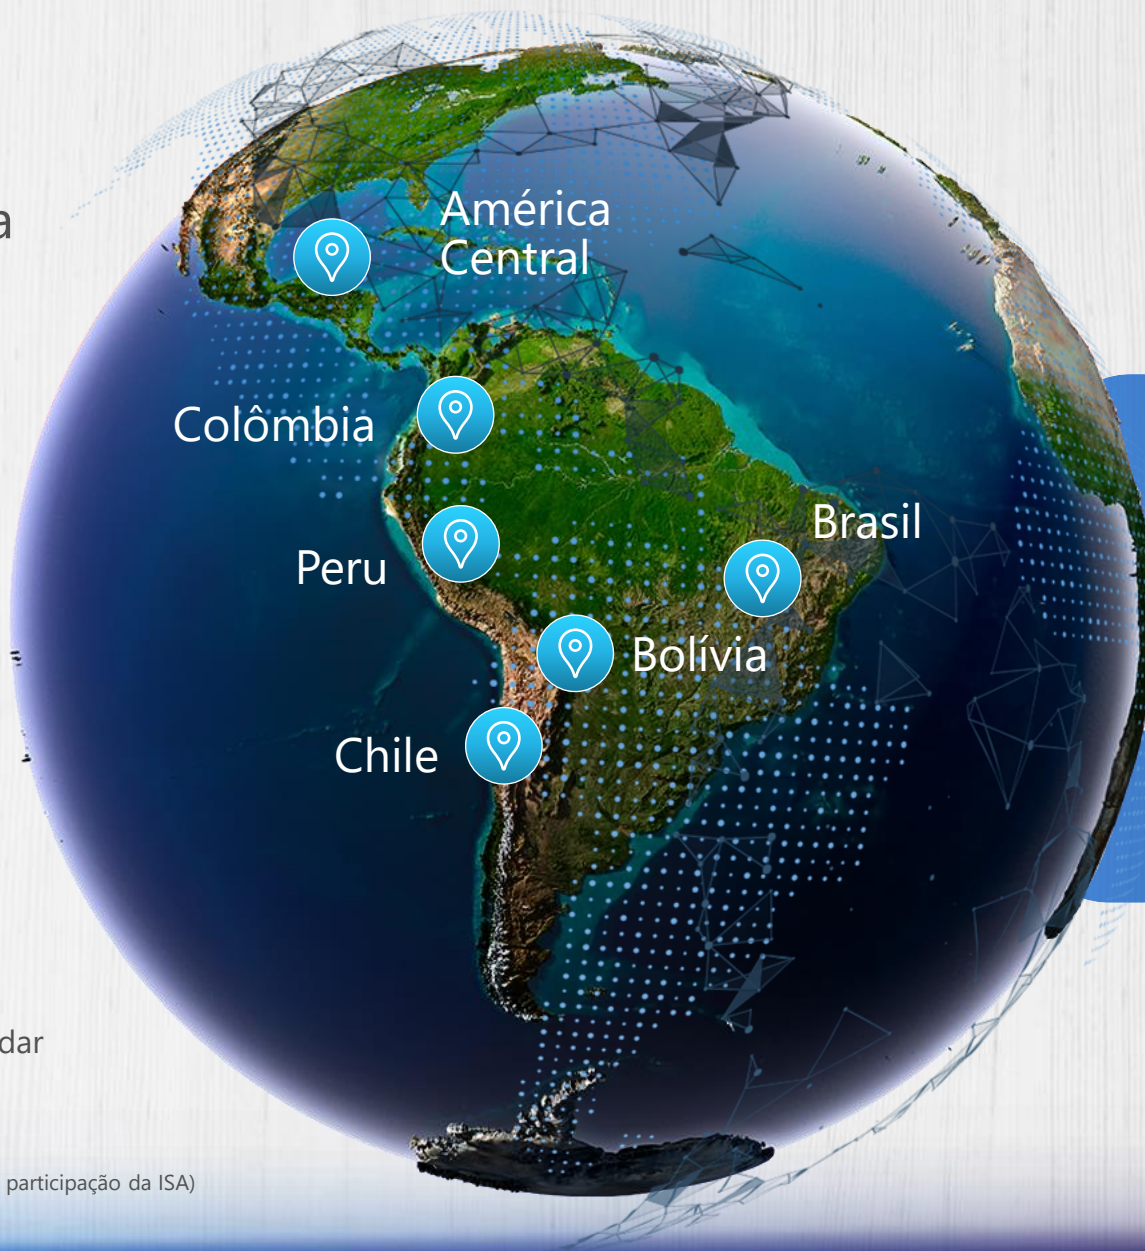 a
América
Central
Colômbia
Brasil
Peru
Bolívia
Chile
dar
participação da ISA)